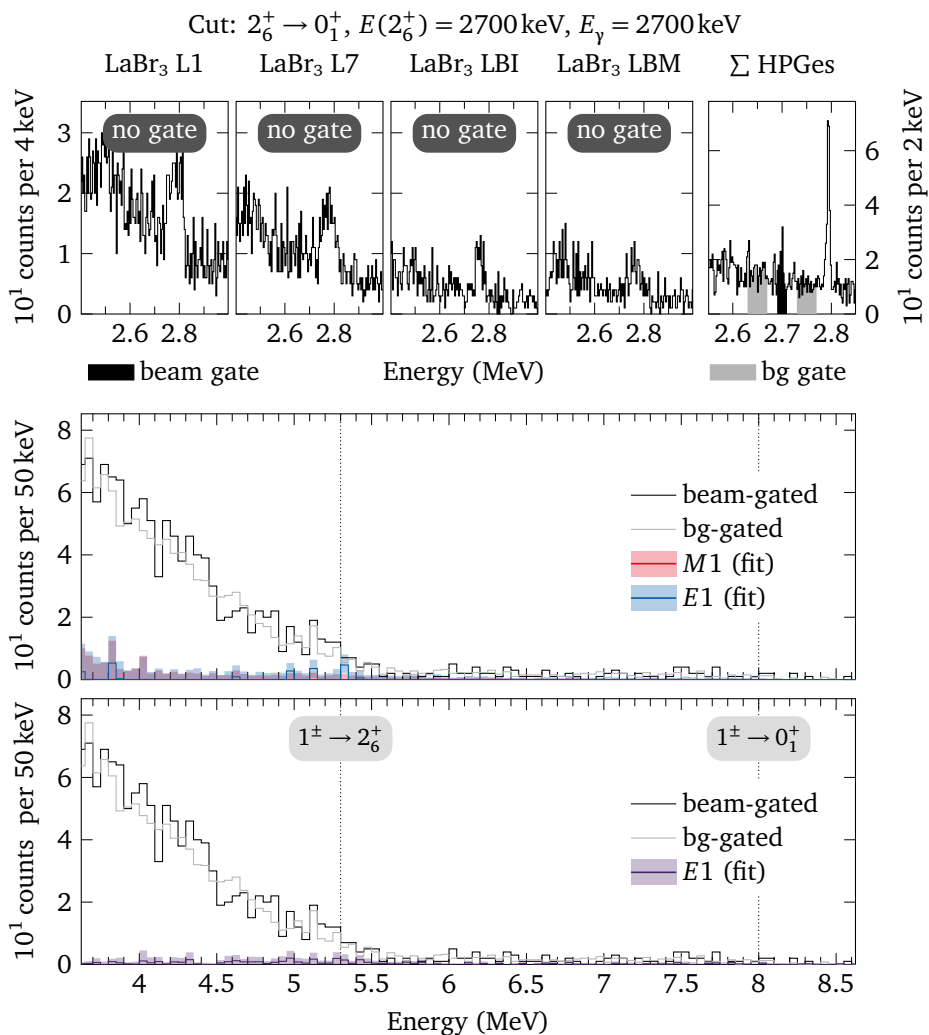 Cut: 2₆⁺ → 0₁⁺, E(2₆⁺) = 2700 keV, Eγ = 2700 keV
LaBr₃ L1 LaBr₃ L7 LaBr₃ LBI LaBr₃ LBM ∑ HPGes
no gate no gate no gate no gate
10¹ counts per 4 keV
3
2
1
0
6
4
2
0
10¹ counts per 2 keV
2.6 2.8 2.6 2.8 2.6 2.8 2.6 2.8 2.6 2.7 2.8
beam gate Energy (MeV) bg gate
10¹ counts per 50 keV
8
6
4
2
0
beam-gated
bg-gated
M1 (fit)
E1 (fit)
10¹ counts per 50 keV
8
6
4
2
0
1± → 2₆⁺ 1± → 0₁⁺
beam-gated
bg-gated
E1 (fit)
4 4.5 5 5.5 6 6.5 7 7.5 8 8.5
Energy (MeV)